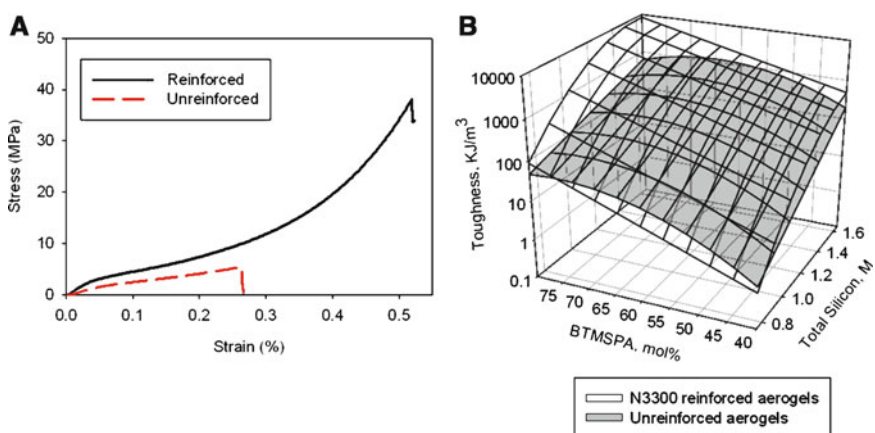 A
50
40
30
20
10
0
Stress (MPa)
Reinforced
Unreinforced
0.0 0.1 0.2 0.3 0.4 0.5
Strain (%)
B
10000
1000
100
10
1
0.1
Toughness, KJ/m³
75 70 65 60 55 50 45 40
BTMSPA, mol%
0.8 1.0 1.2 1.4 1.6
Total Silicon, M
N3300 reinforced aerogels
Unreinforced aerogels